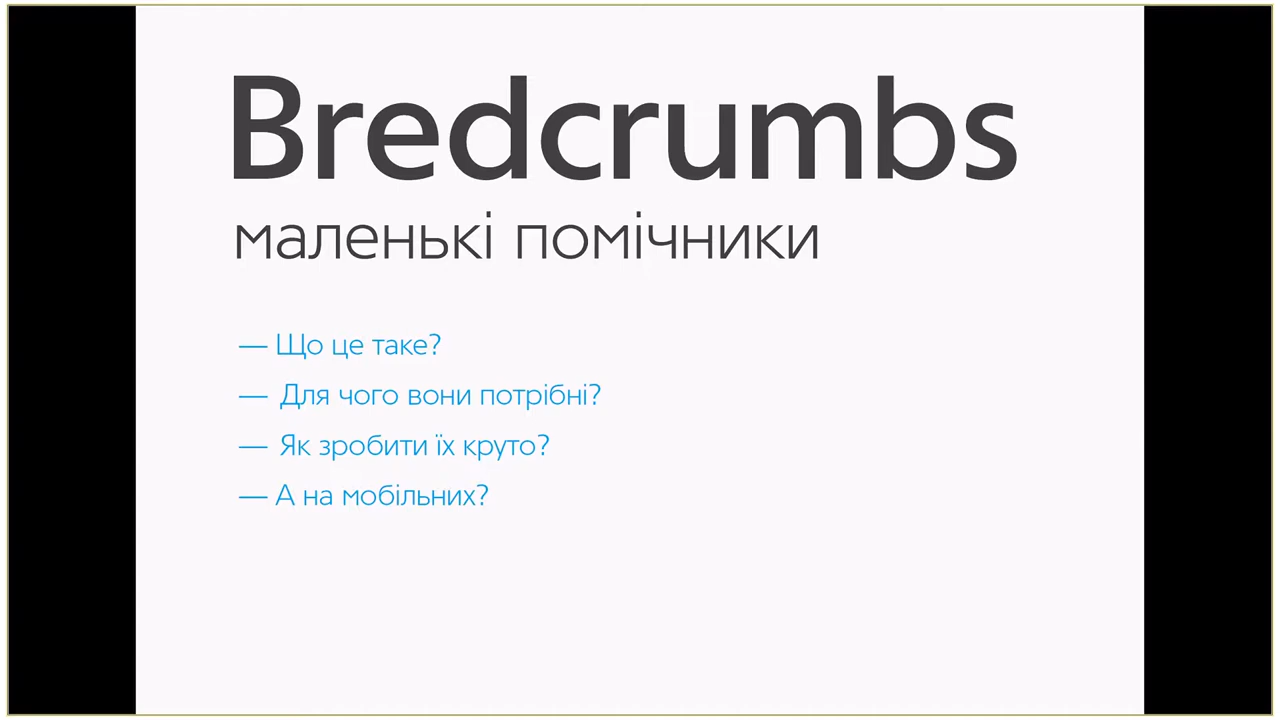 Bredcrumbs
маленькі помічники
— Що це таке?
— Для чого вони потрібні?
— Як зробити їх круто?
— А на мобільних?